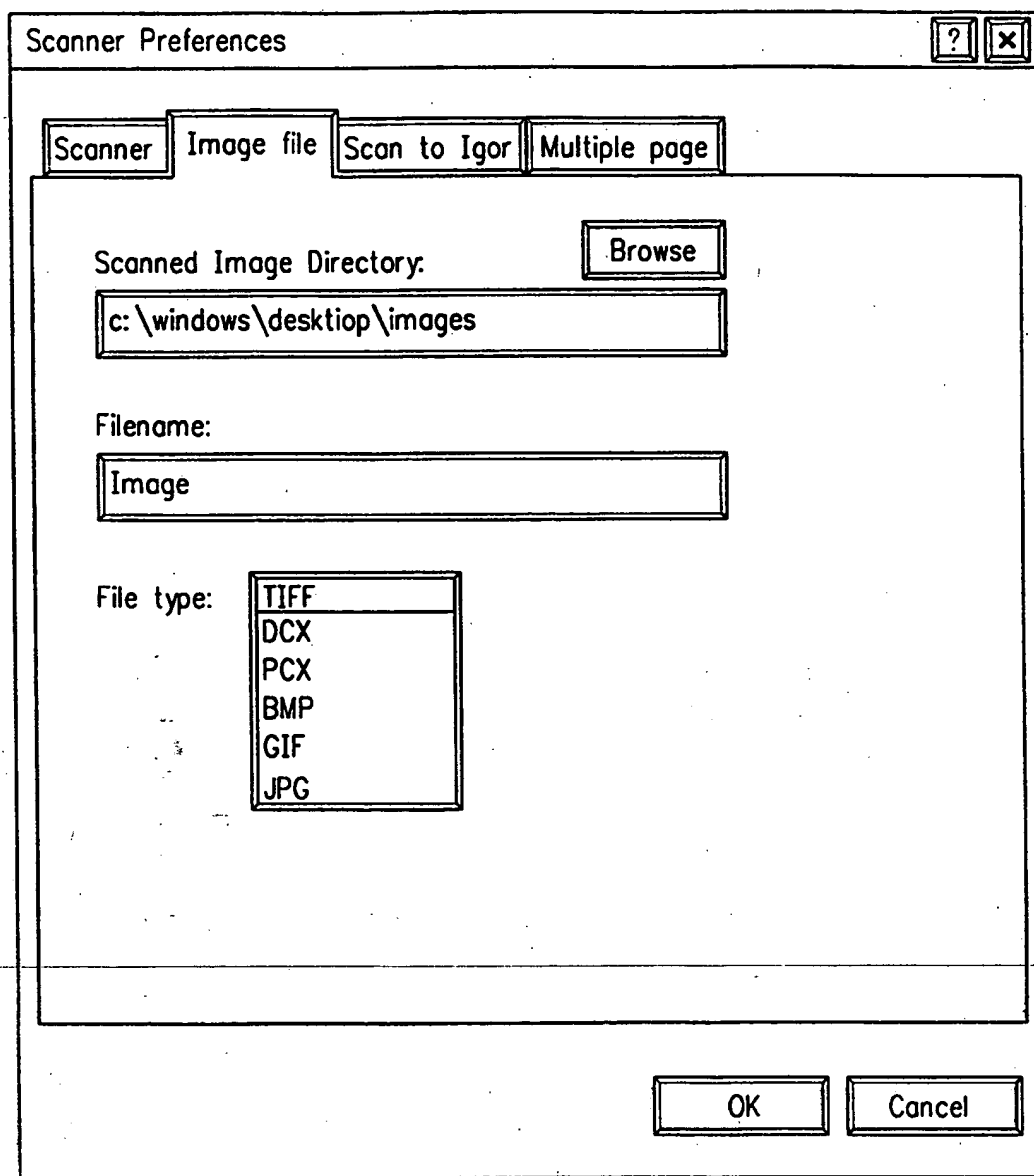 Scanner Preferences ? ×
Scanner Image file Scan to Igor Multiple page
Scanned Image Directory: Browse
c:\windows\desktiop\images
Filename:
Image
File type: TIFF
DCX
PCX
BMP
GIF
JPG
OK Cancel